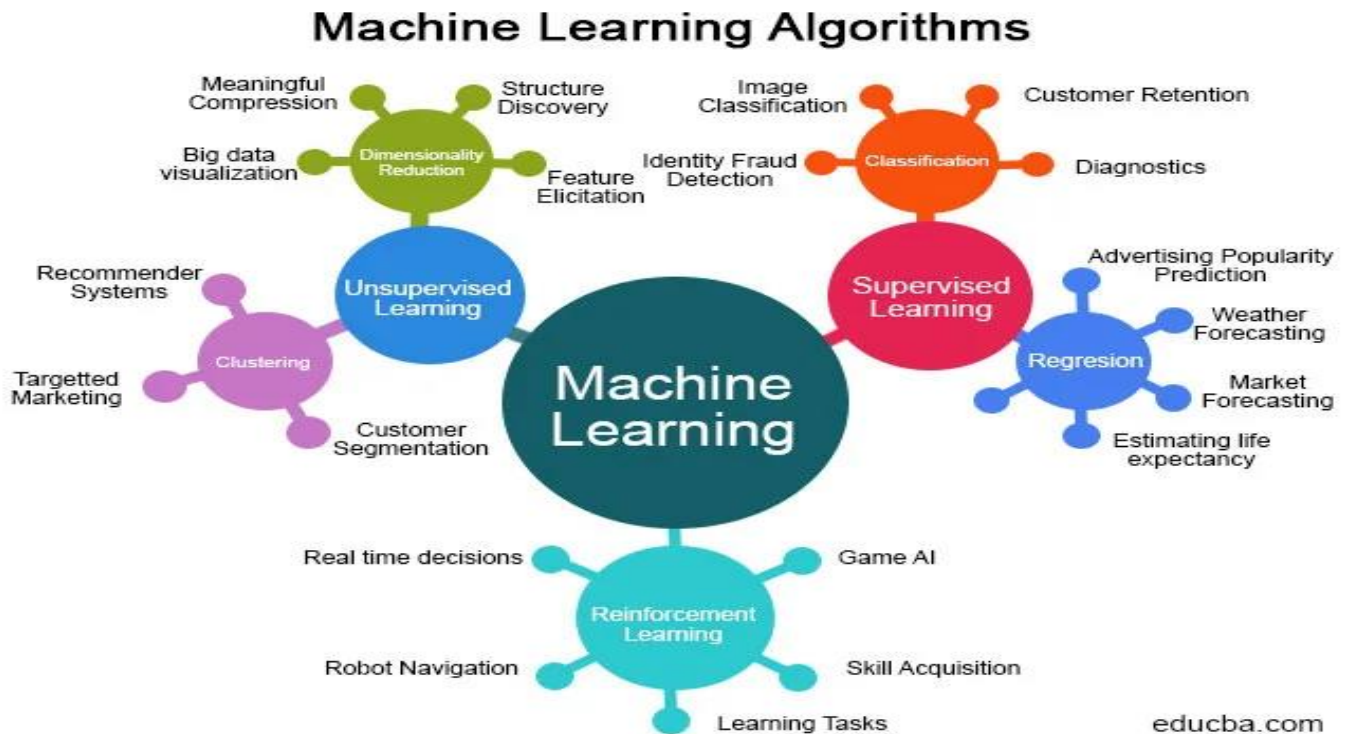 Machine Learning Algorithms
Meaningful
Compression
Structure
Discovery
Big data
visualization
Dimensionality
Reduction
Feature
Elicitation
Image
Classification
Customer Retention
Identity Fraud
Detection
Classification
Diagnostics
Unsupervised
Learning
Recommender
Systems
Clustering
Targetted
Marketing
Customer
Segmentation
Supervised
Learning
Advertising Popularity
Prediction
Weather
Forecasting
Regresion
Market
Forecasting
Estimating life
expectancy
Machine
Learning
Real time decisions
Game AI
Reinforcement
Learning
Robot Navigation
Skill Acquisition
Learning Tasks
educba.com